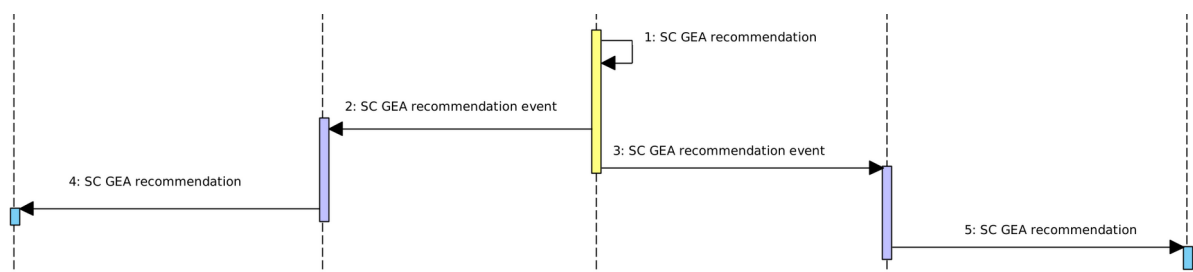 1: SC GEA recommendation
2: SC GEA recommendation event
3: SC GEA recommendation event
4: SC GEA recommendation
5: SC GEA recommendation